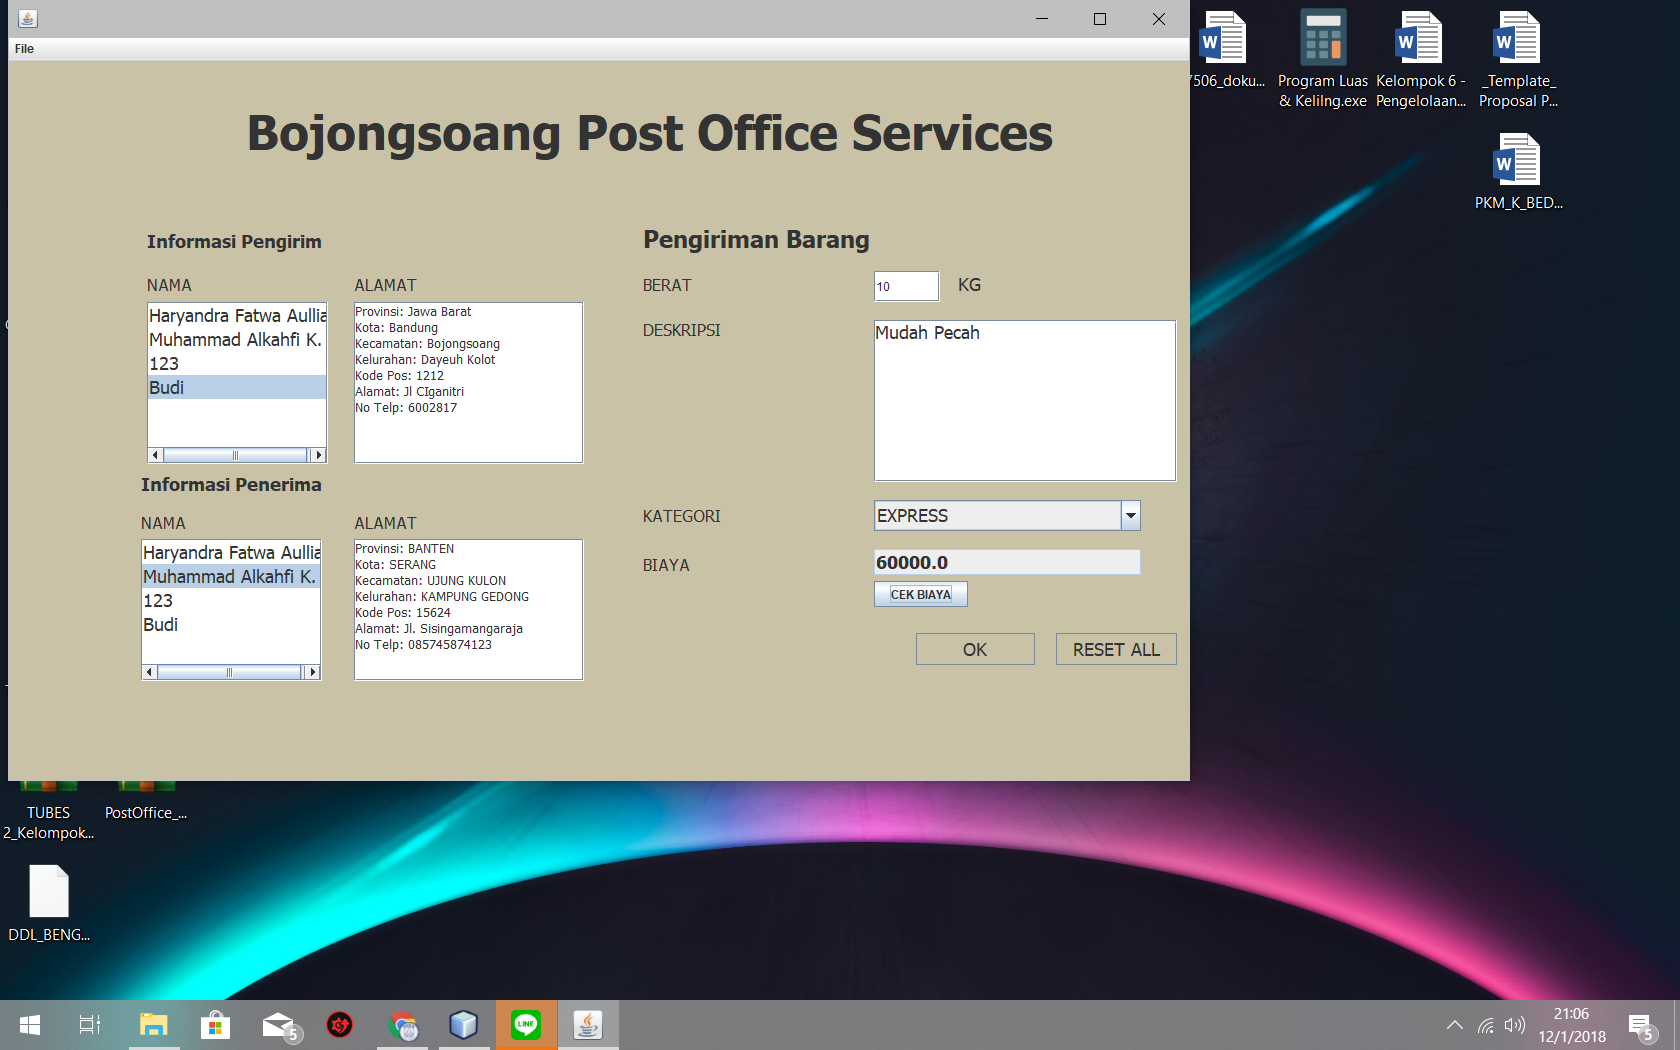 File
Bojongsoang Post Office Services
Informasi Pengirim
NAMA
Haryandra Fatwa Aullia
Muhammad Alkahfi K.
123
Budi
ALAMAT
Provinsi: Jawa Barat
Kota: Bandung
Kecamatan: Bojongsoang
Kelurahan: Dayeuh Kolot
Kode Pos: 1212
Alamat: Jl CIganitri
No Telp: 6002817
Informasi Penerima
NAMA
Haryandra Fatwa Aullia
Muhammad Alkahfi K.
123
Budi
ALAMAT
Provinsi: BANTEN
Kota: SERANG
Kecamatan: UJUNG KULON
Kelurahan: KAMPUNG GEDONG
Kode Pos: 15624
Alamat: Jl. Sisingamangaraja
No Telp: 085745874123
Pengiriman Barang
BERAT
10
KG
DESKRIPSI
Mudah Pecah
KATEGORI
EXPRESS
BIAYA
60000.0
CEK BIAYA
OK
RESET ALL
7506_doku...
Program Luas
& Kelilng.exe
Kelompok 6 -
Pengelolaan...
_Template_
Proposal P...
PKM_K_BED...
TUBES
2_Kelompok...
PostOffice_...
DDL_BENG...
5
LINE
21:06
12/1/2018
5